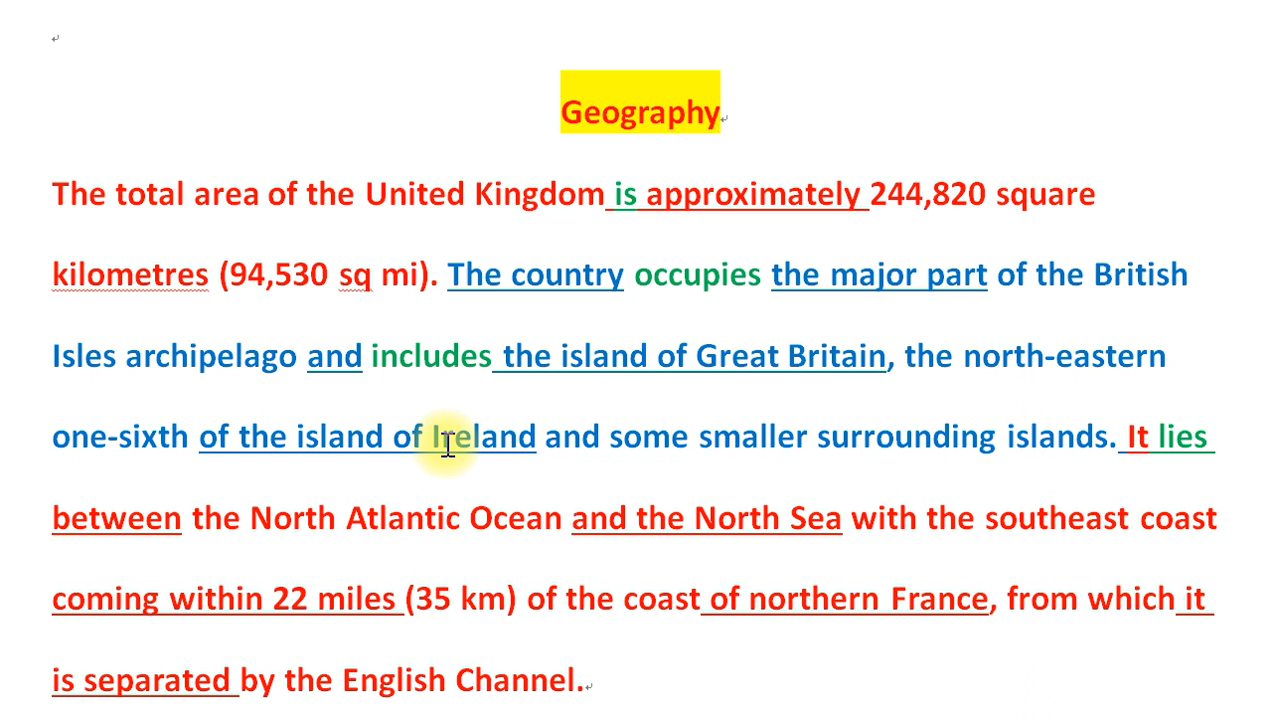 Geography
The total area of the United Kingdom is approximately 244,820 square
kilometres (94,530 sq mi). The country occupies the major part of the British
Isles archipelago and includes the island of Great Britain, the north-eastern
one-sixth of the island of Ireland and some smaller surrounding islands. It lies
between the North Atlantic Ocean and the North Sea with the southeast coast
coming within 22 miles (35 km) of the coast of northern France, from which it
is separated by the English Channel.